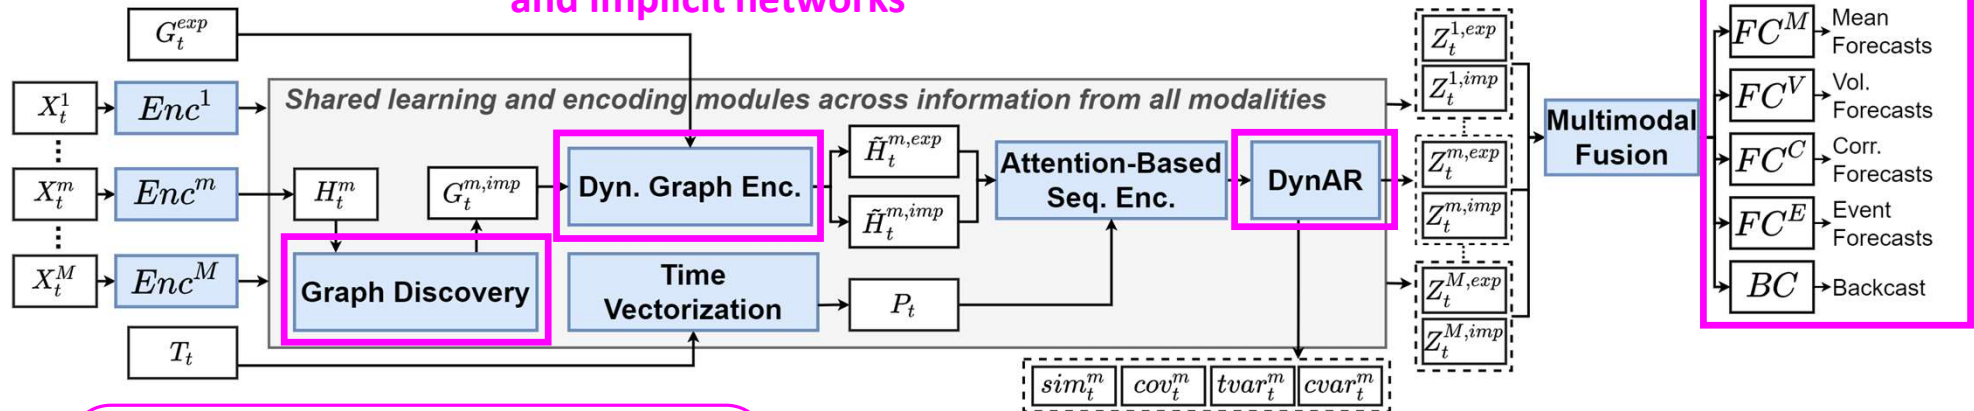 and implicit networks
G_t^{exp}
X_t^1
Enc^1
X_t^m
Enc^m
X_t^M
Enc^M
T_t
Shared learning and encoding modules across information from all modalities
H_t^m
G_t^{m,imp}
Graph Discovery
Dyn. Graph Enc.
Time
Vectorization
H̃_t^{m,exp}
H̃_t^{m,imp}
P_t
Attention-Based
Seq. Enc.
DynAR
sim_t^m
cov_t^m
tvar_t^m
cvar_t^m
Z_t^{1,exp}
Z_t^{1,imp}
Z_t^{m,exp}
Z_t^{m,imp}
Z_t^{M,exp}
Z_t^{M,imp}
Multimodal
Fusion
FC^M
Mean
Forecasts
FC^V
Vol.
Forecasts
FC^C
Corr.
Forecasts
FC^E
Event
Forecasts
BC
Backcast